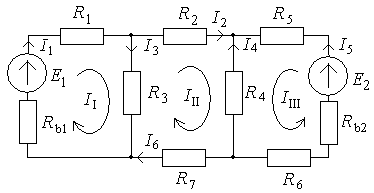 R1 R2 I2 R5
I1 I3 I4 I5
E1 R3 R4 E2
II III IIII
Rb1 Rb2
I6 R7 R6